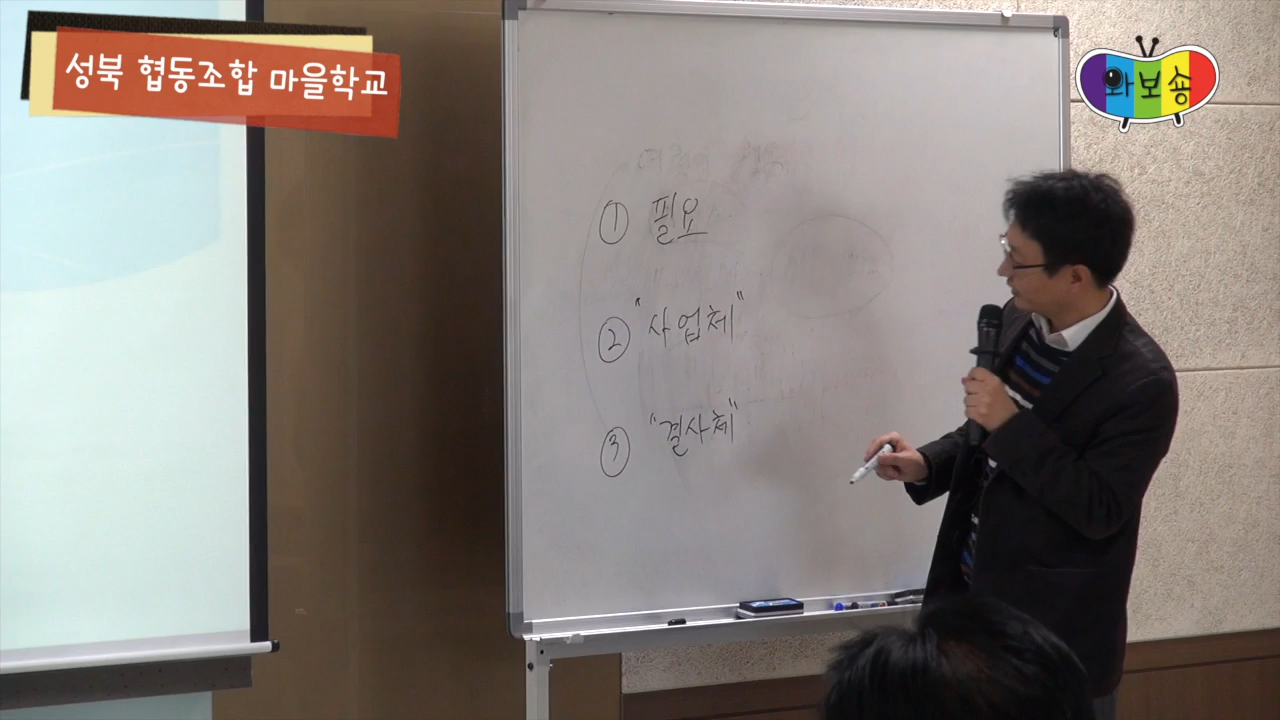 성북 협동조합 마을학교
와보숑
① 필요
② "사업체"
③ "결사체"